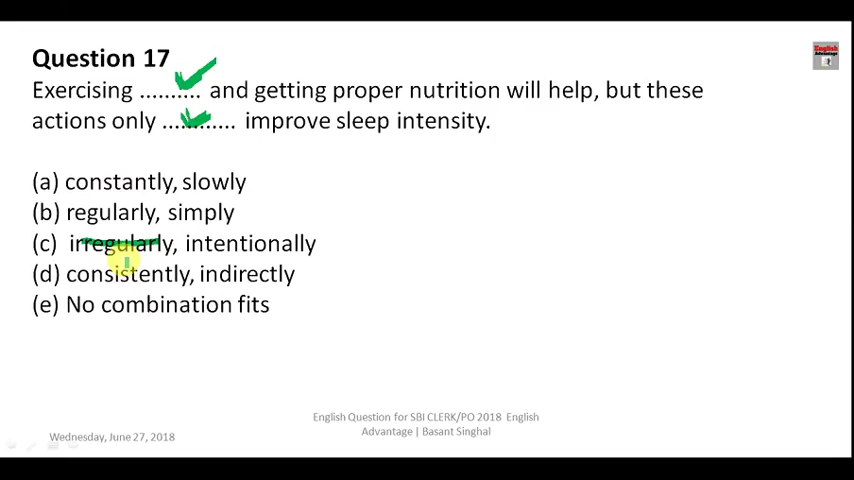 English
Advantage
Question 17
Exercising .......... and getting proper nutrition will help, but these
actions only ............ improve sleep intensity.
(a) constantly, slowly
(b) regularly, simply
(c) irregularly, intentionally
(d) consistently, indirectly
(e) No combination fits
English Question for SBI CLERK/PO 2018 English
Advantage | Basant Singhal
Wednesday, June 27, 2018